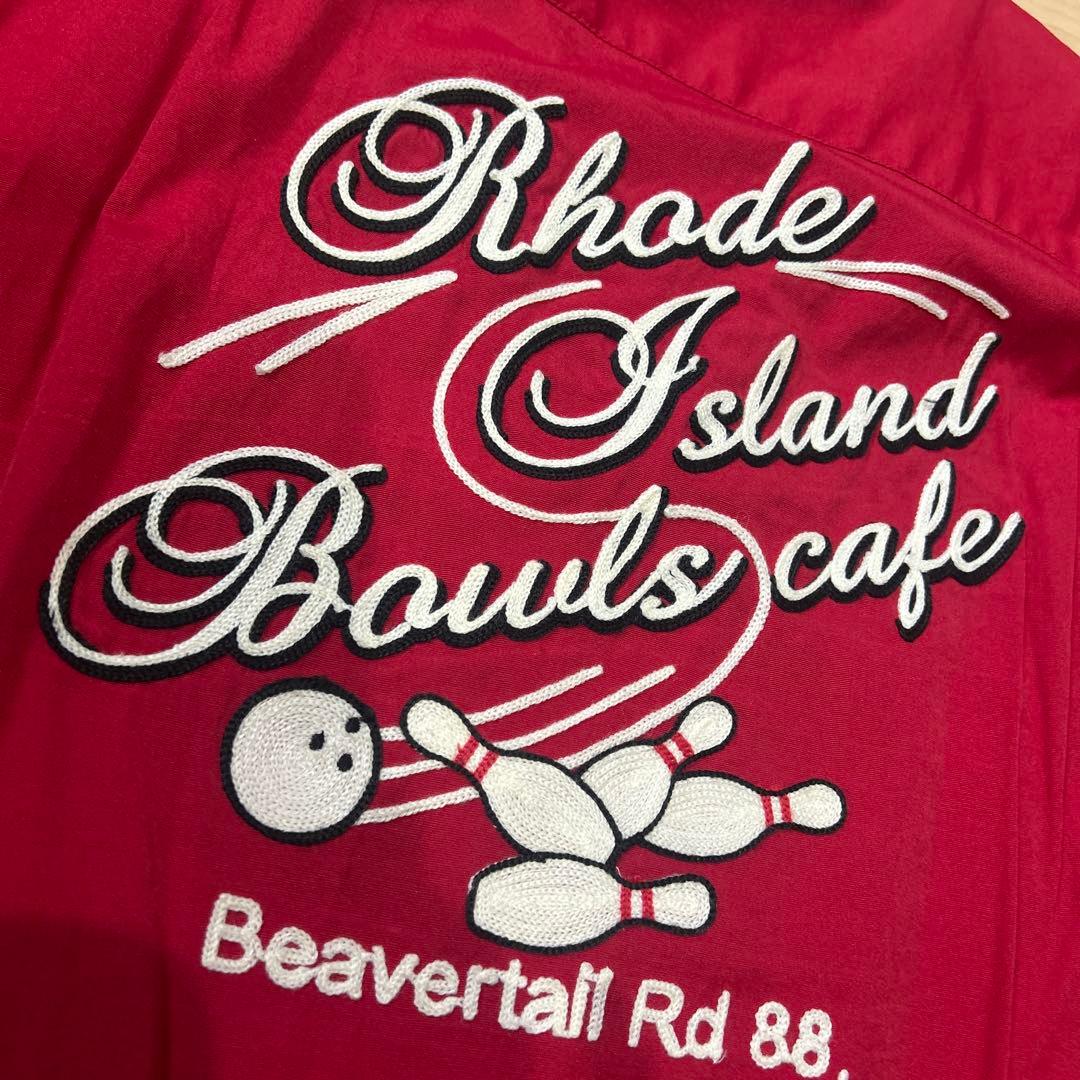 Rhode
Island
Bowls cafe
Beavertail Rd 88,